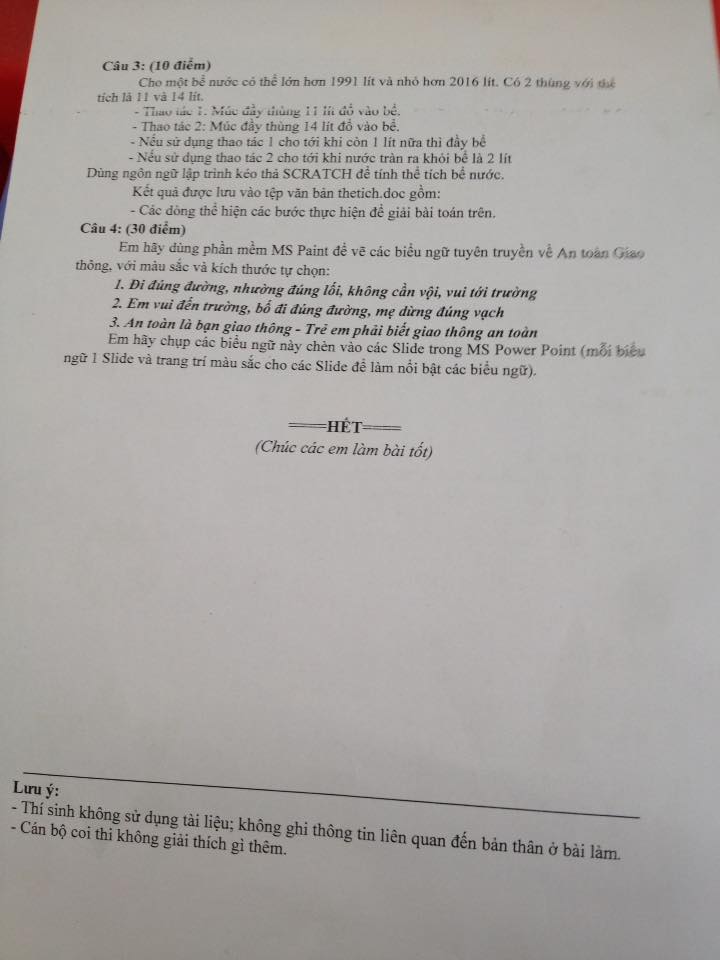 Câu 3: (10 điểm)
Cho một bể nước có thể lớn hơn 1991 lít và nhỏ hơn 2016 lít. Có 2 thùng với thể
tích là 11 và 14 lít.
- Thao tác 1: Múc đầy thùng 11 lít đổ vào bể.
- Thao tác 2: Múc đầy thùng 14 lít đổ vào bể.
- Nếu sử dụng thao tác 1 cho tới khi còn 1 lít nữa thì đầy bể
- Nếu sử dụng thao tác 2 cho tới khi nước tràn ra khỏi bể là 2 lít
Dùng ngôn ngữ lập trình kéo thả SCRATCH để tính thể tích bể nước.
Kết quả được lưu vào tệp văn bản thetich.doc gồm:
- Các dòng thể hiện các bước thực hiện để giải bài toán trên.
Câu 4: (30 điểm)
Em hãy dùng phần mềm MS Paint để vẽ các biểu ngữ tuyên truyền về An toàn Giao
thông, với màu sắc và kích thước tự chọn:
1. Đi đúng đường, nhường đúng lối, không cần vội, vui tới trường
2. Em vui đến trường, bố đi đúng đường, mẹ dừng đúng vạch
3. An toàn là bạn giao thông - Trẻ em phải biết giao thông an toàn
Em hãy chụp các biểu ngữ này chèn vào các Slide trong MS Power Point (mỗi biểu
ngữ 1 Slide và trang trí màu sắc cho các Slide để làm nổi bật các biểu ngữ).
====HẾT====
(Chúc các em làm bài tốt)
Lưu ý:
- Thí sinh không sử dụng tài liệu; không ghi thông tin liên quan đến bản thân ở bài làm.
- Cán bộ coi thi không giải thích gì thêm.